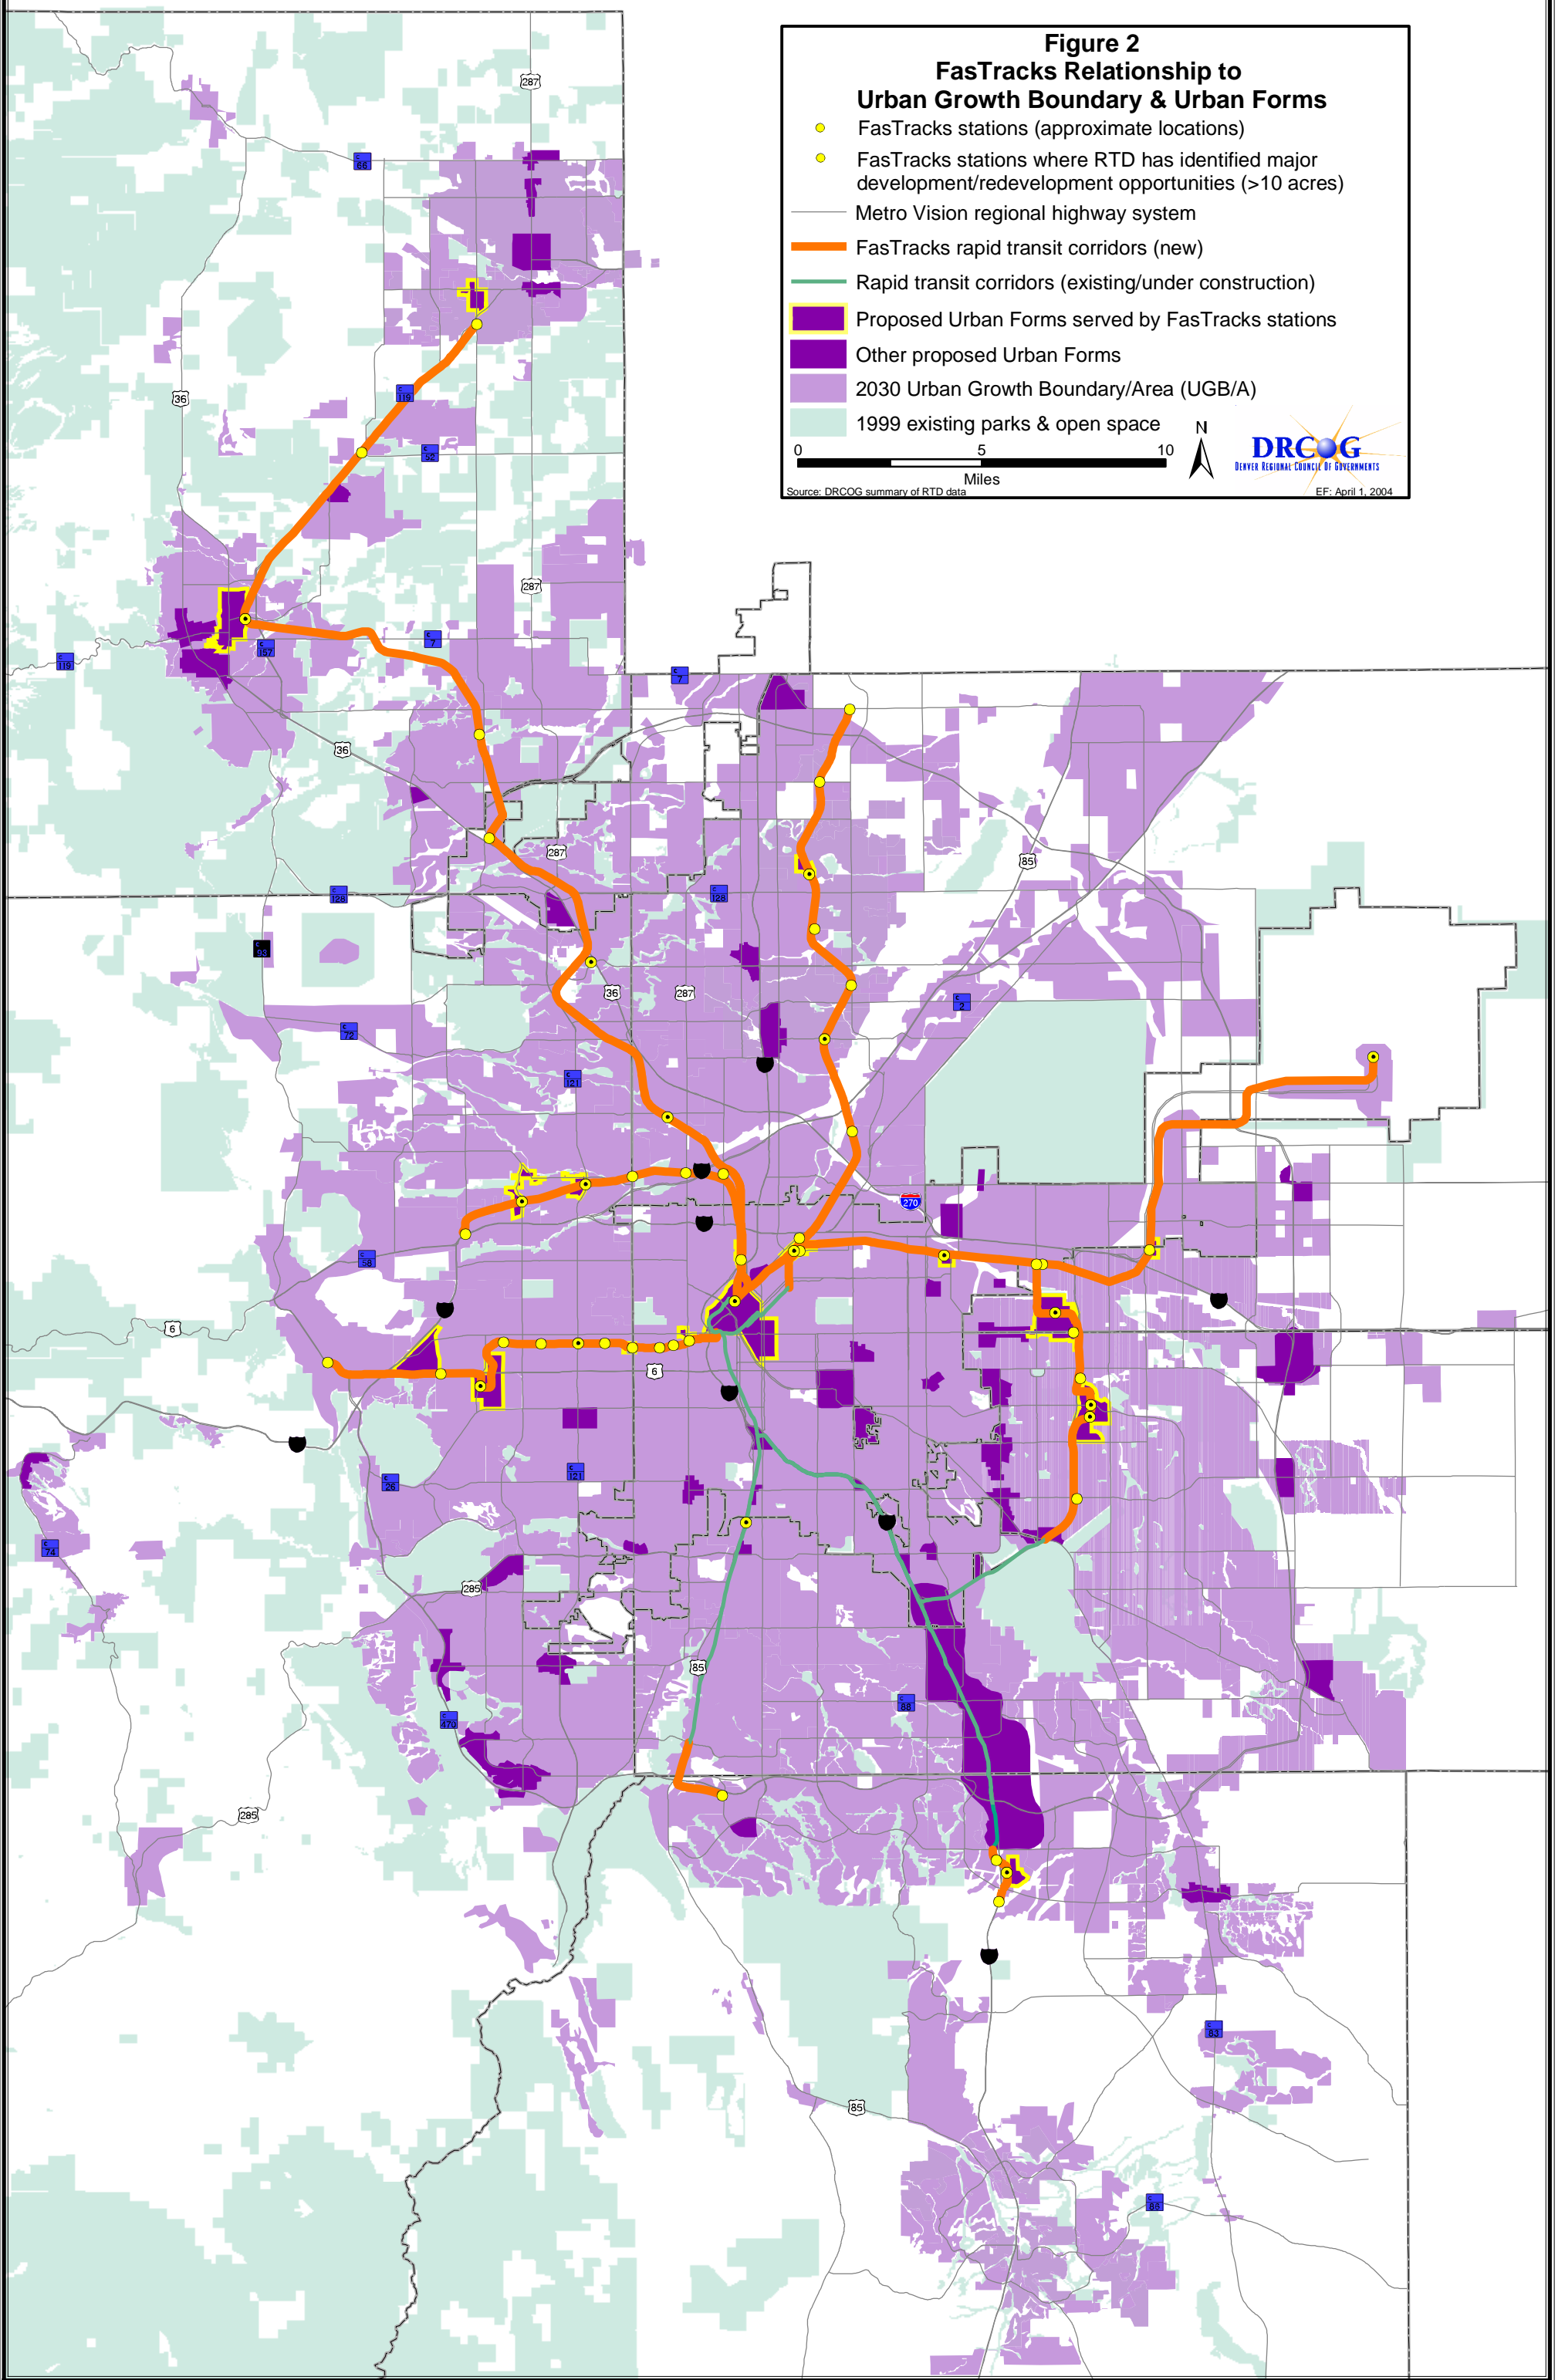 Figure 2
FasTracks Relationship to
Urban Growth Boundary & Urban Forms
FasTracks stations (approximate locations)
FasTracks stations where RTD has identified major
development/redevelopment opportunities (>10 acres)
Metro Vision regional highway system
FasTracks rapid transit corridors (new)
Rapid transit corridors (existing/under construction)
Proposed Urban Forms served by FasTracks stations
Other proposed Urban Forms
2030 Urban Growth Boundary/Area (UGB/A)
1999 existing parks & open space
N
0 5 10
Miles
DRCOG
DENVER REGIONAL COUNCIL OF GOVERNMENTS
Source: DRCOG summary of RTD data
EF: April 1, 2004
287
C 66
36
C 119
C 52
287
C 7
C 157
C 119
C 7
36
287
85
C 128
C 128
C 93
36
287
C 2
C 72
C 121
270
C 58
6
6
C 26
C 121
C 74
285
85
C 88
C 470
285
C 83
85
C 86